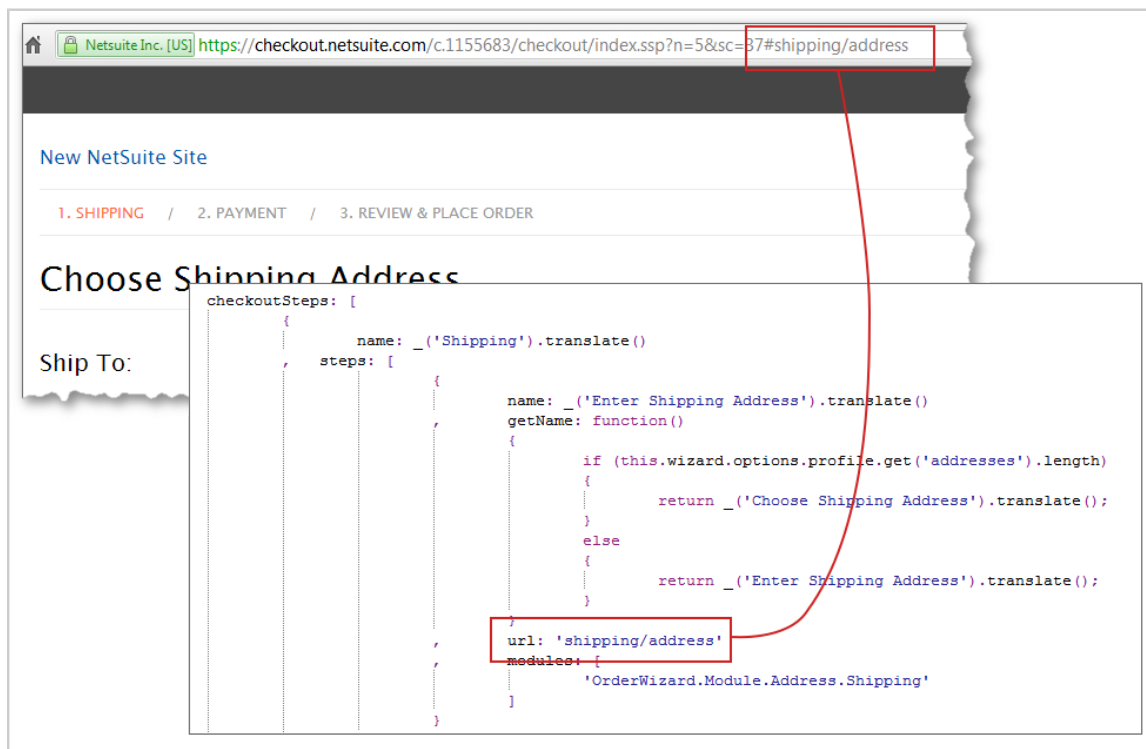 Netsuite Inc. [US] https://checkout.netsuite.com/c.1155683/checkout/index.ssp?n=5&sc=37#shipping/address
New NetSuite Site
1. SHIPPING / 2. PAYMENT / 3. REVIEW & PLACE ORDER
Choose Shipping Address
Ship To:
checkoutSteps: [
{
name: _('Shipping').translate()
, steps: [
{
name: _('Enter Shipping Address').translate()
, getName: function()
{
if (this.wizard.options.profile.get('addresses').length)
{
return _('Choose Shipping Address').translate();
}
else
{
return _('Enter Shipping Address').translate();
}
}
, url: 'shipping/address'
, modules: [
'OrderWizard.Module.Address.Shipping'
]
}